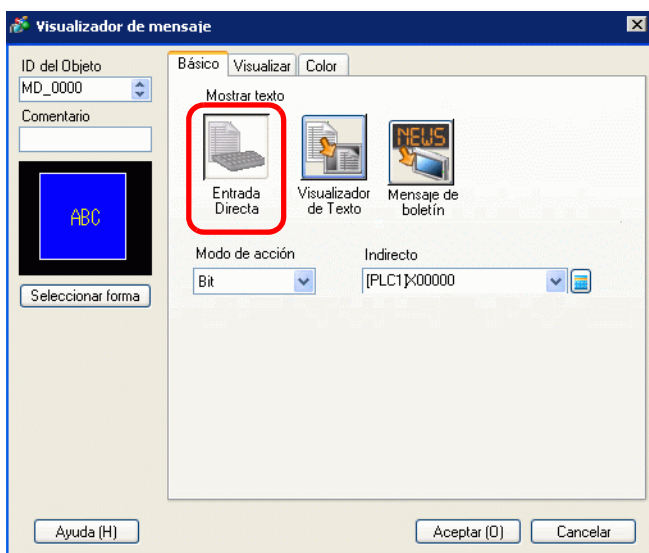 Visualizador de mensaje
ID del Objeto
MD_0000
Comentario
ABC
Seleccionar forma
Básico Visualizar Color
Mostrar texto
Entrada Directa
NEWS
Visualizador de Texto
Mensaje de boletín
Modo de acción
Bit
Indirecto
[PLC1]X00000
Ayuda (H)
Aceptar (O)
Cancelar